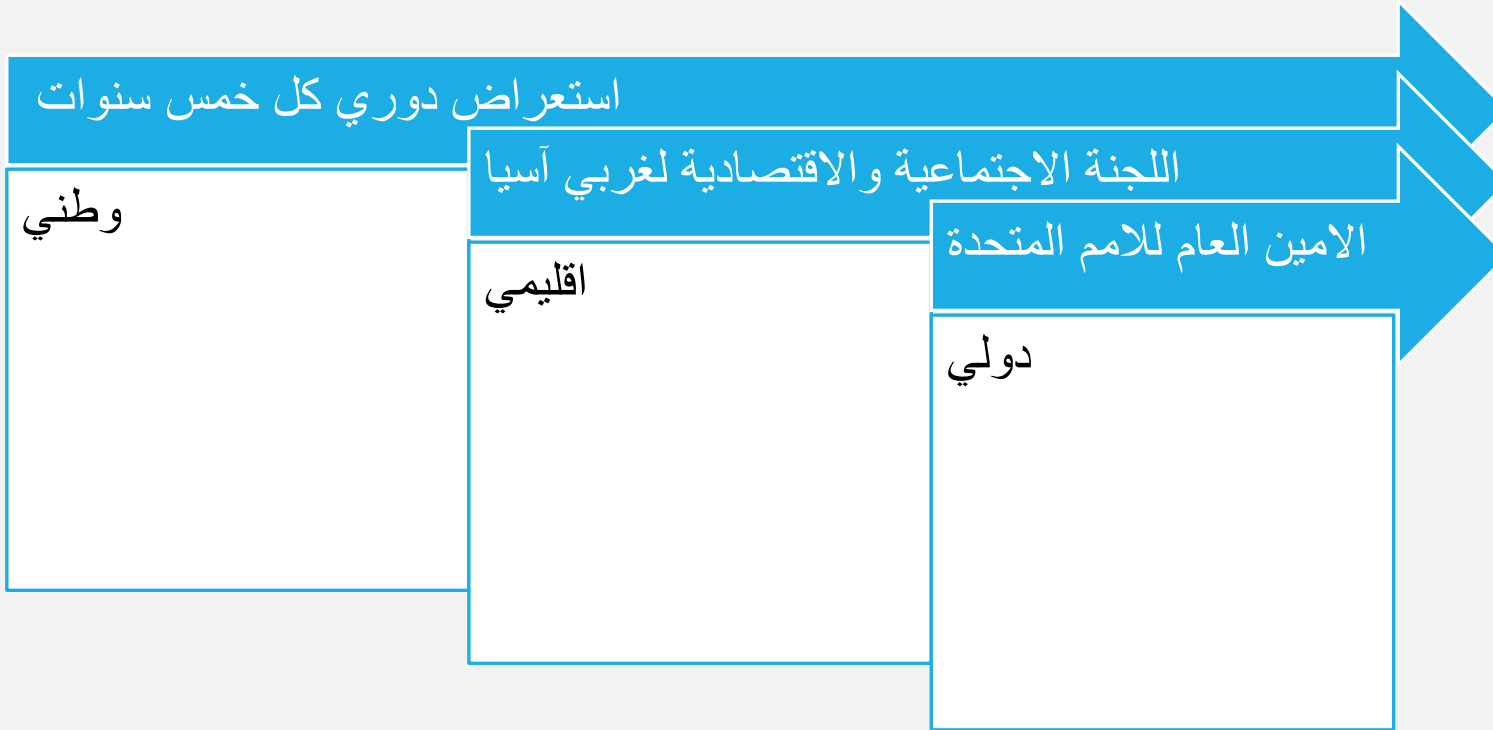 استعراض دوري كل خمس سنوات
وطني
اللجنة الاجتماعية والاقتصادية لغربي آسيا
اقليمي
الامين العام للامم المتحدة
دولي